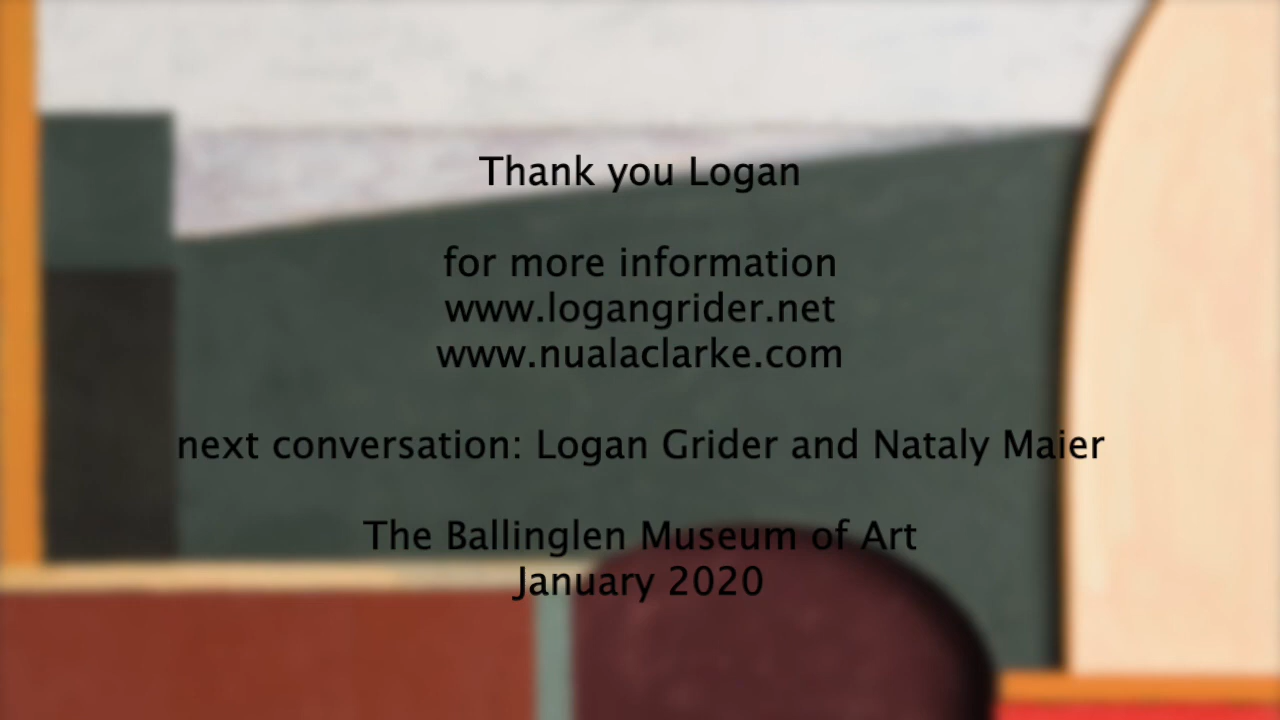 Thank you Logan
for more information
www.logangrider.net
www.nualaclarke.com
next conversation: Logan Grider and Nataly Maier
The Ballinglen Museum of Art
January 2020